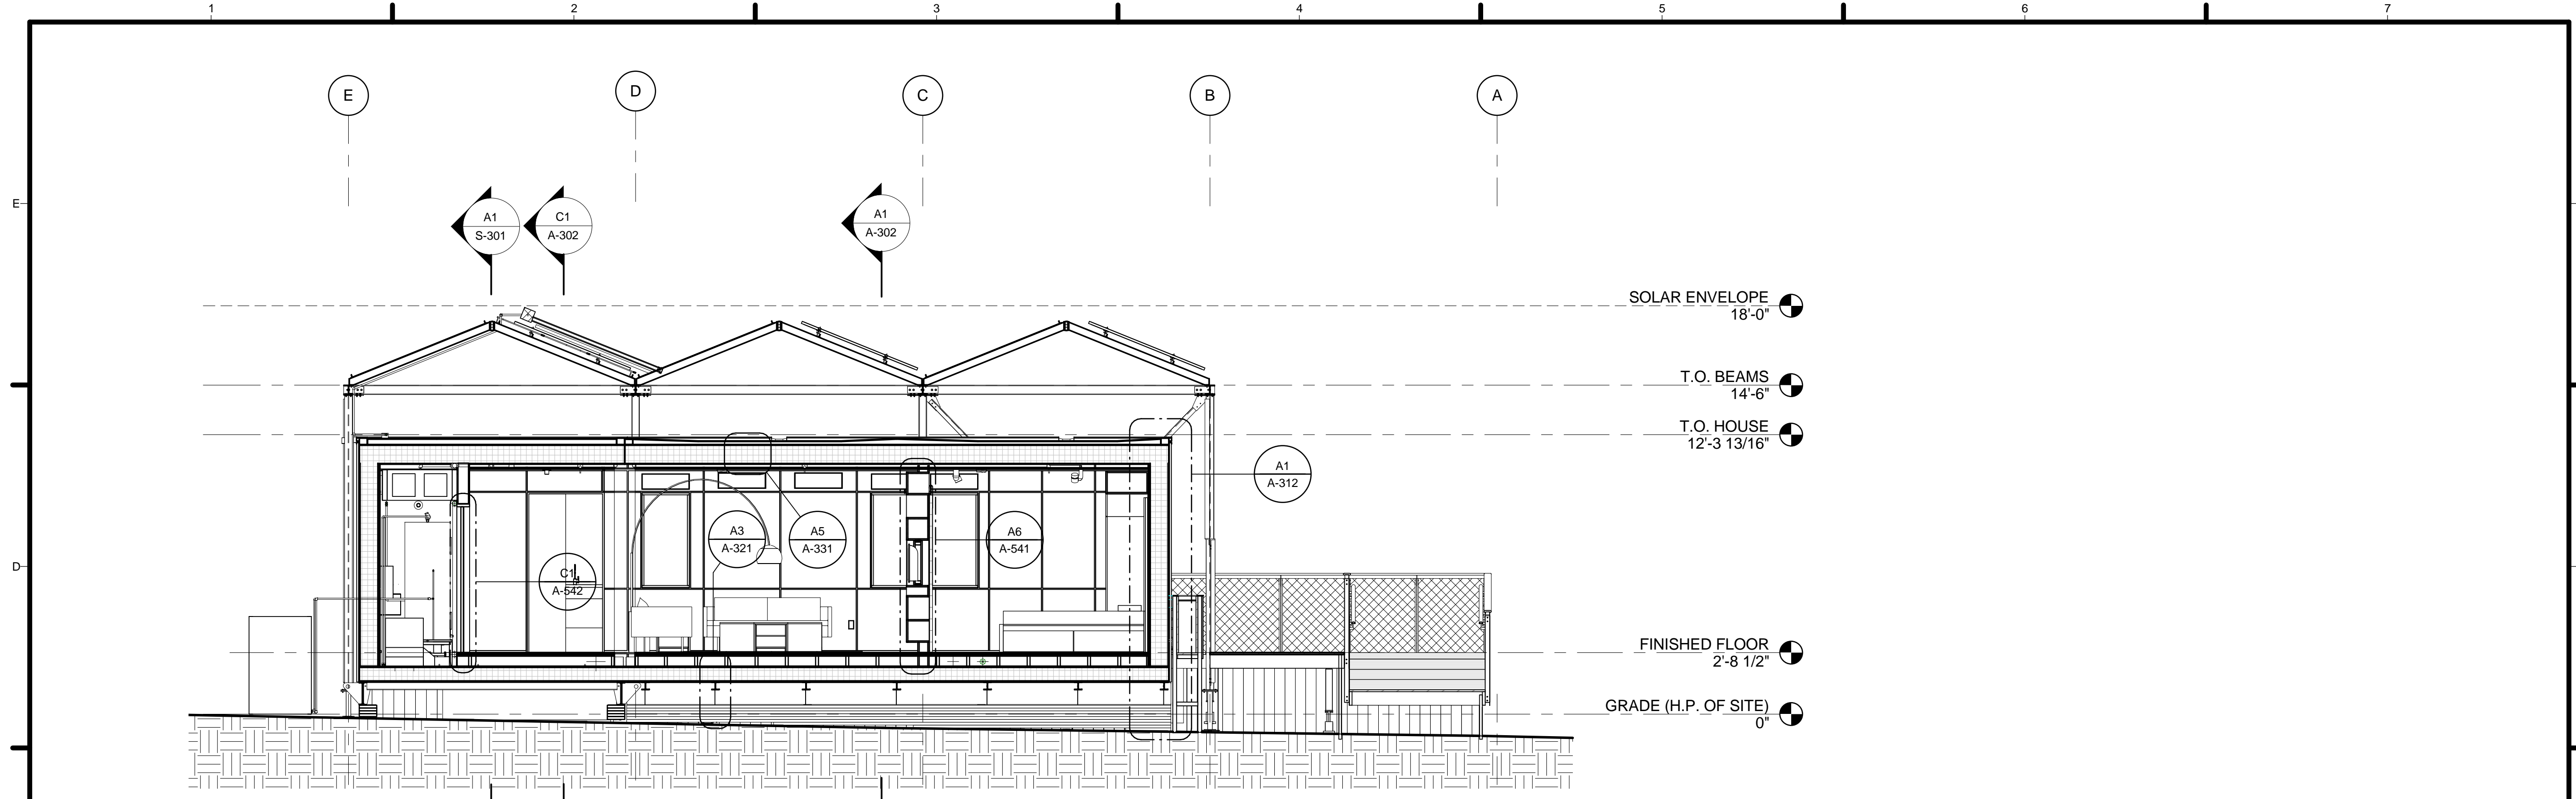 1 2 3 4 5 6 7
E D C B A
E
A1
S-301
C1
A-302
A1
A-302
SOLAR ENVELOPE
18'-0"
T.O. BEAMS
14'-6"
T.O. HOUSE
12'-3 13/16"
A1
A-312
A3
A-321
A5
A-331
A6
A-541
D
C1
A-542
FINISHED FLOOR
2'-8 1/2"
GRADE (H.P. OF SITE)
0"